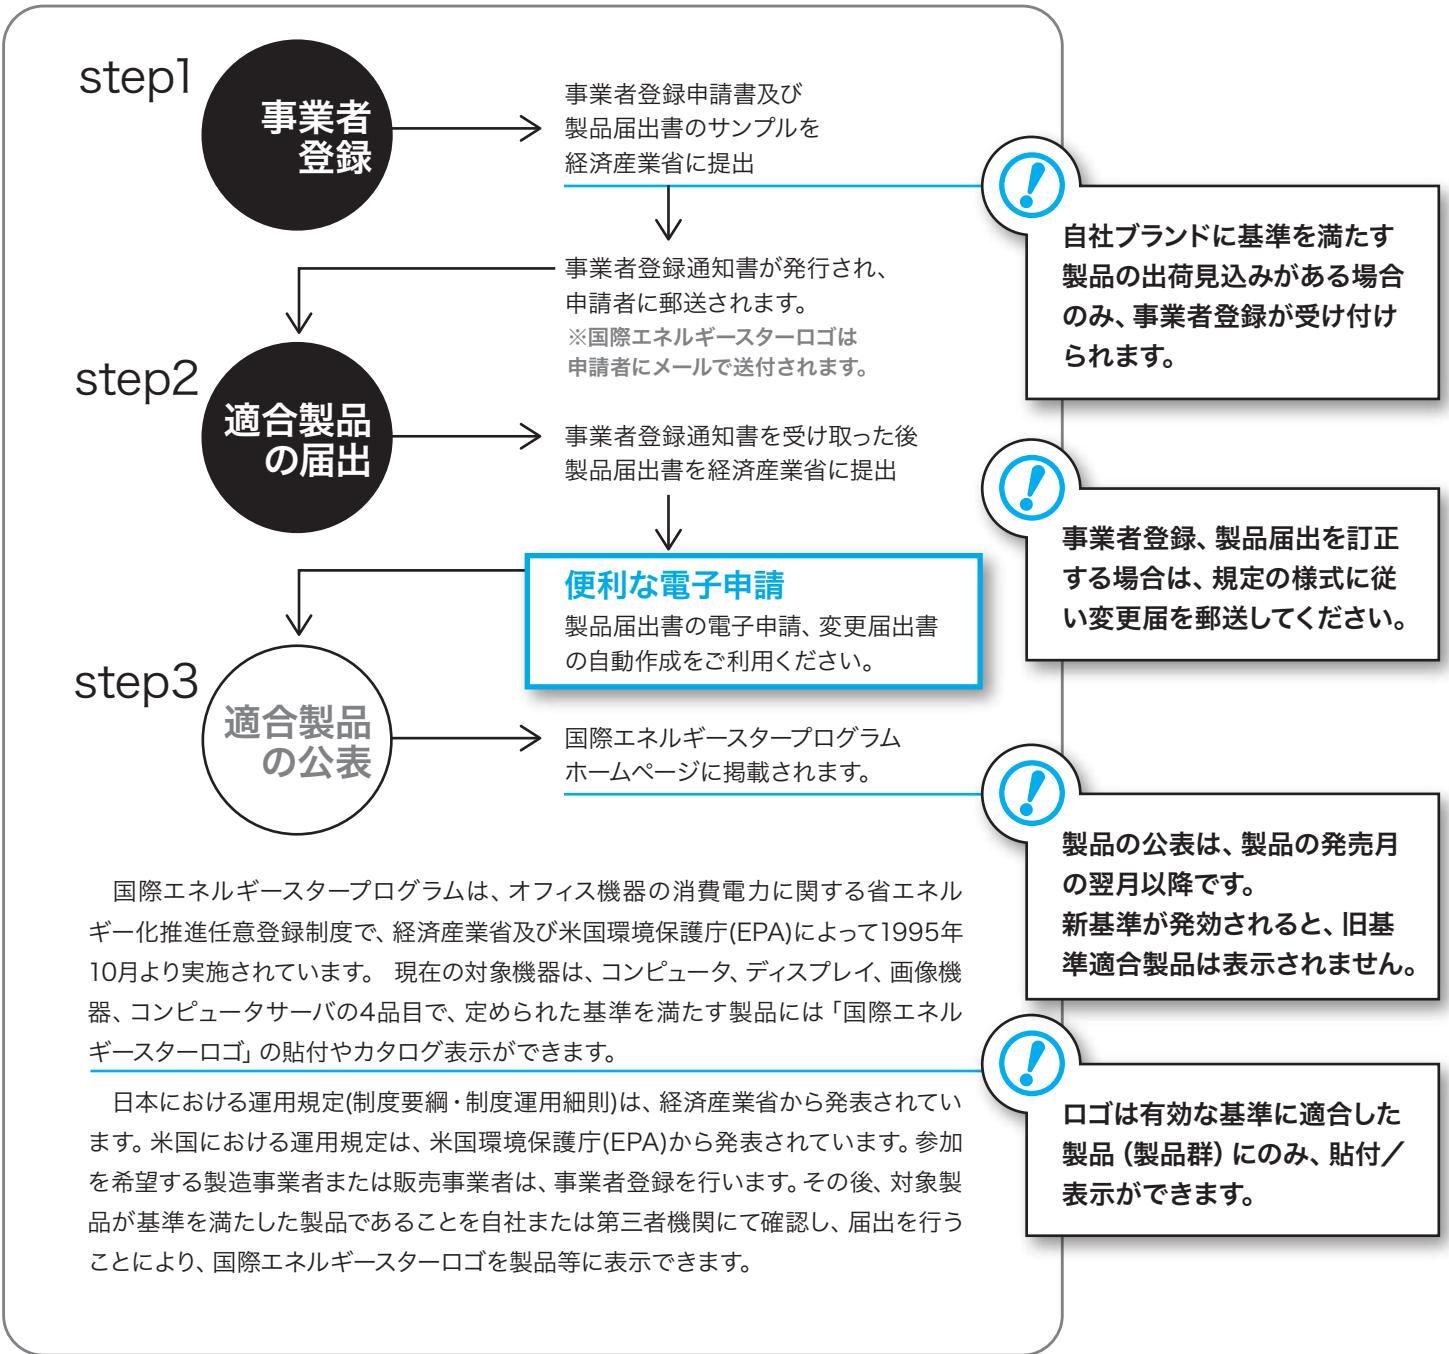 step1
事業者
登録
事業者登録申請書及び
製品届出書のサンプルを
経済産業省に提出
自社ブランドに基準を満たす
製品の出荷見込みがある場合
のみ、事業者登録が受け付け
られます。
事業者登録通知書が発行され、
申請者に郵送されます。
※国際エネルギースターロゴは
申請者にメールで送付されます。
step2
適合製品
の届出
事業者登録通知書を受け取った後
製品届出書を経済産業省に提出
事業者登録、製品届出を訂正
する場合は、規定の様式に従
い変更届を郵送してください。
便利な電子申請
製品届出書の電子申請、変更届出書
の自動作成をご利用ください。
step3
適合製品
の公表
国際エネルギースタープログラム
ホームページに掲載されます。
製品の公表は、製品の発売月
の翌月以降です。
新基準が発効されると、旧基
準適合製品は表示されません。
国際エネルギースタープログラムは、オフィス機器の消費電力に関する省エネル
ギー化推進任意登録制度で、経済産業省及び米国環境保護庁(EPA)によって1995年
10月より実施されています。 現在の対象機器は、コンピュータ、ディスプレイ、画像機
器、コンピュータサーバの4品目で、定められた基準を満たす製品には「国際エネル
ギースターロゴ」の貼付やカタログ表示ができます。
ロゴは有効な基準に適合した
製品（製品群）にのみ、貼付／
表示ができます。
日本における運用規定(制度要綱・制度運用細則)は、経済産業省から発表されてい
ます。米国における運用規定は、米国環境保護庁(EPA)から発表されています。参加
を希望する製造事業者または販売事業者は、事業者登録を行います。その後、対象製
品が基準を満たした製品であることを自社または第三者機関にて確認し、届出を行う
ことにより、国際エネルギースターロゴを製品等に表示できます。